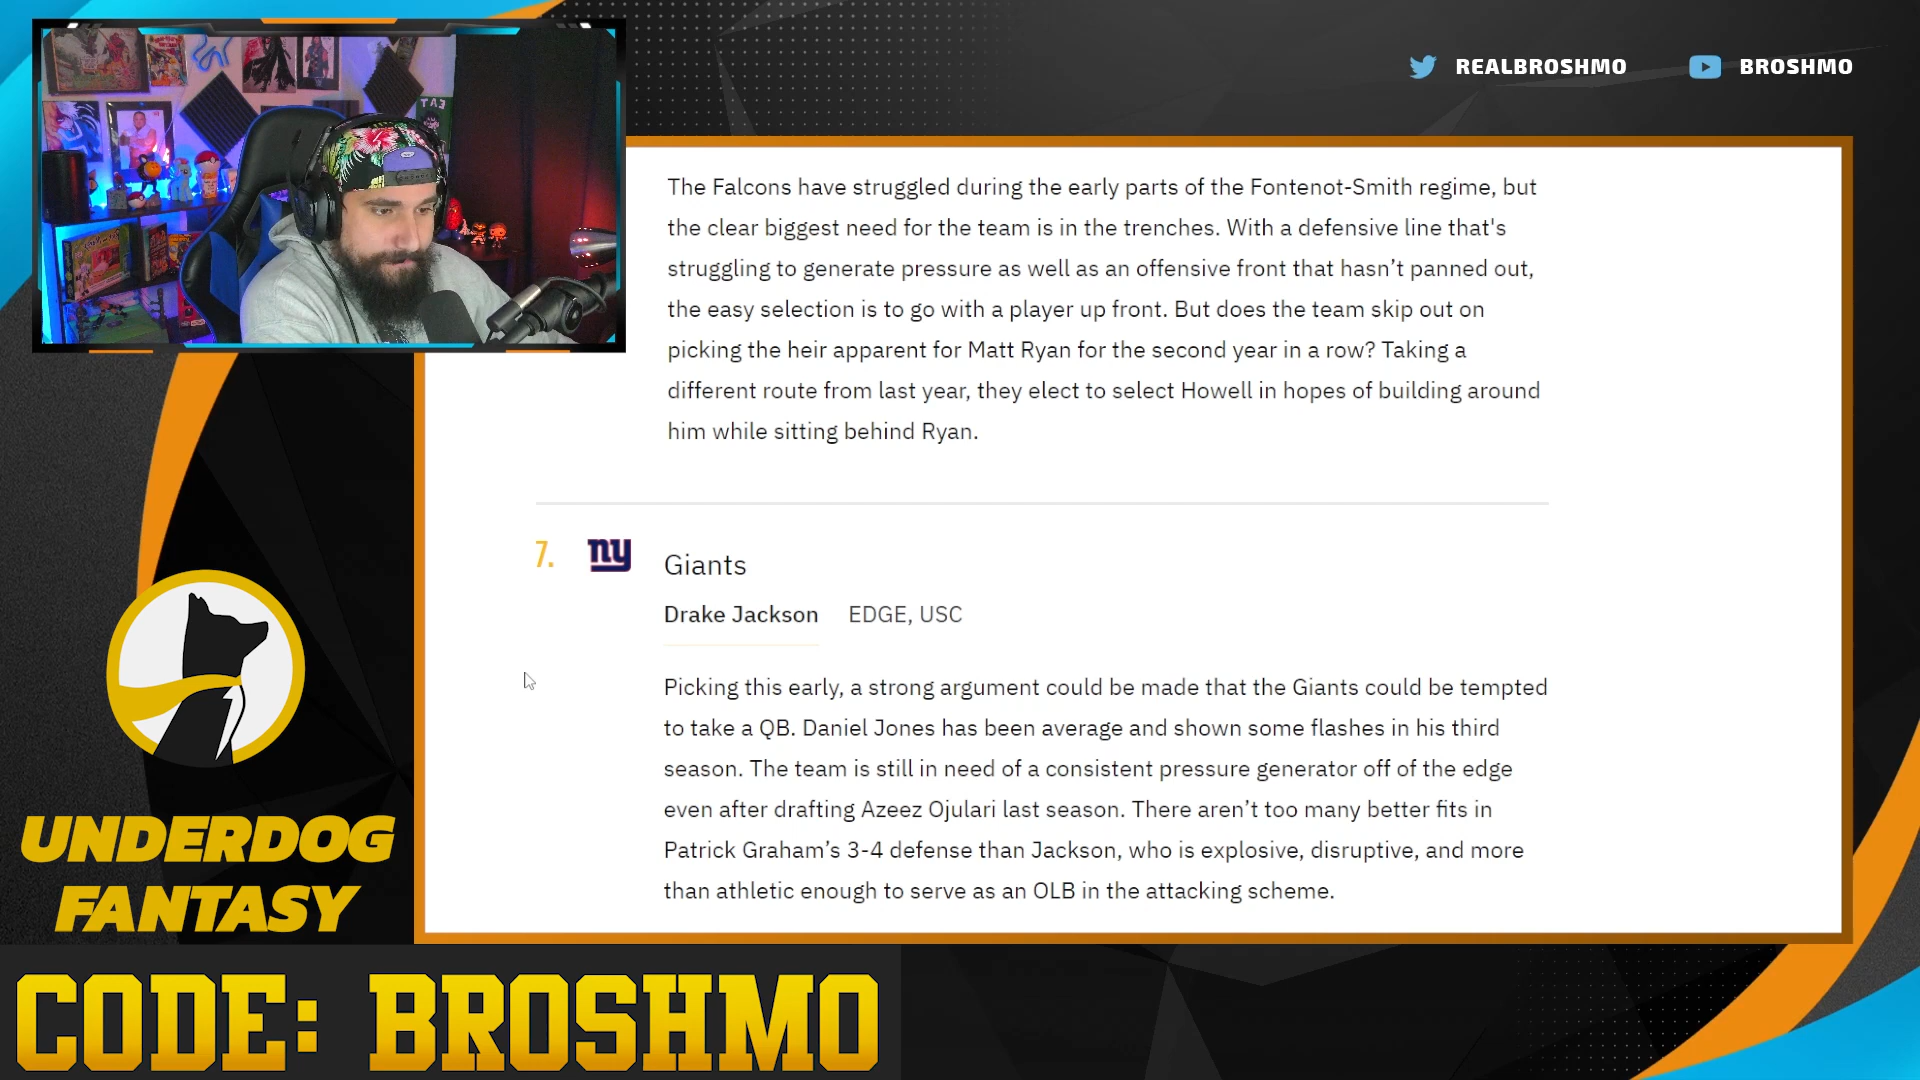 REALBROSHMO
BROSHMO
The Falcons have struggled during the early parts of the Fontenot-Smith regime, but
the clear biggest need for the team is in the trenches. With a defensive line that's
struggling to generate pressure as well as an offensive front that hasn’t panned out,
the easy selection is to go with a player up front. But does the team skip out on
picking the heir apparent for Matt Ryan for the second year in a row? Taking a
different route from last year, they elect to select Howell in hopes of building around
him while sitting behind Ryan.
7.
ny
Giants
Drake Jackson
EDGE, USC
Picking this early, a strong argument could be made that the Giants could be tempted
to take a QB. Daniel Jones has been average and shown some flashes in his third
season. The team is still in need of a consistent pressure generator off of the edge
even after drafting Azeez Ojulari last season. There aren’t too many better fits in
Patrick Graham’s 3-4 defense than Jackson, who is explosive, disruptive, and more
than athletic enough to serve as an OLB in the attacking scheme.
UNDERDOG
FANTASY
CODE: BROSHMO